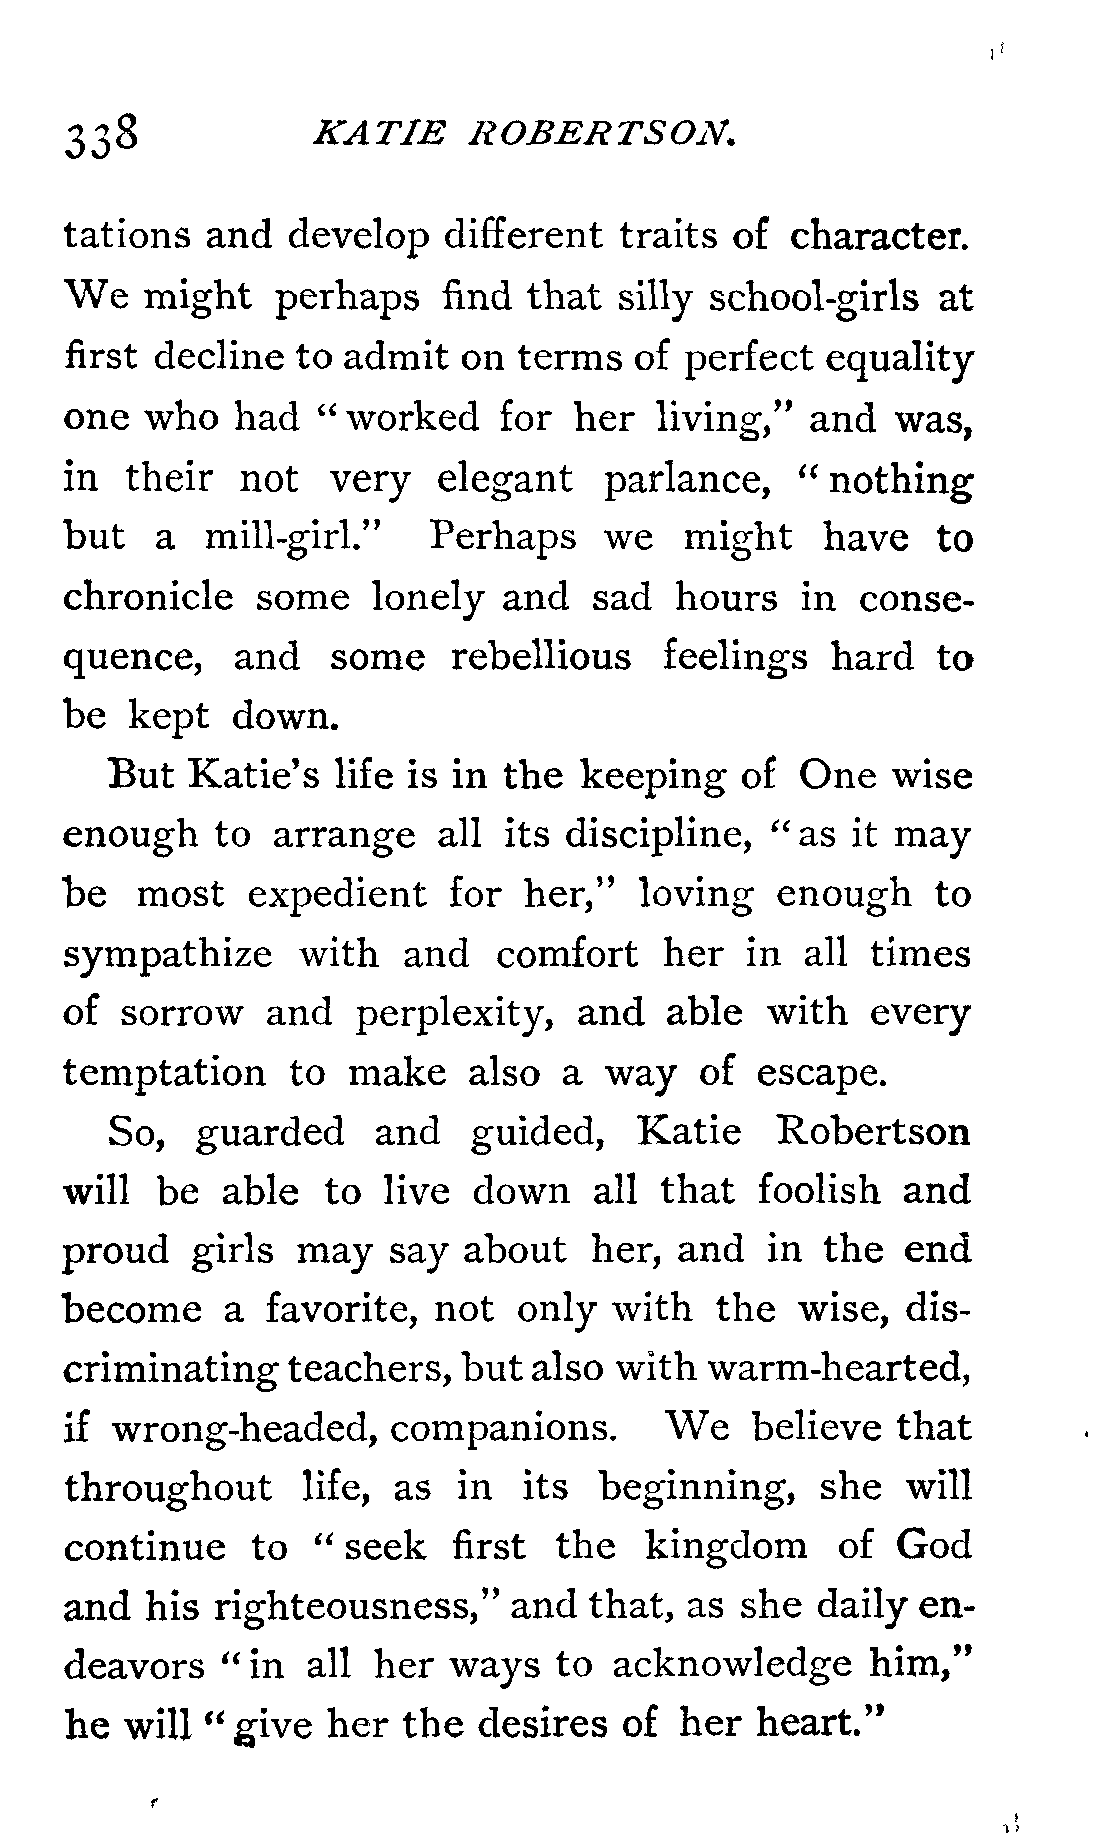 338 KATIE ROBERTSON.
tations and develop different traits of character.
We might perhaps find that silly school-girls at
first decline to admit on terms of perfect equality
one who had “worked for her living,” and was,
in their not very elegant parlance, “nothing
but a mill-girl.” Perhaps we might have to
chronicle some lonely and sad hours in conse-
quence, and some rebellious feelings hard to
be kept down.
But Katie’s life is in the keeping of One wise
enough to arrange all its discipline, “as it may
be most expedient for her,” loving enough to
sympathize with and comfort her in all times
of sorrow and perplexity, and able with every
temptation to make also a way of escape.
So, guarded and guided, Katie Robertson
will be able to live down all that foolish and
proud girls may say about her, and in the end
become a favorite, not only with the wise, dis-
criminating teachers, but also with warm-hearted,
if wrong-headed, companions. We believe that
throughout life, as in its beginning, she will
continue to “seek first the kingdom of God
and his righteousness,” and that, as she daily en-
deavors “in all her ways to acknowledge him,”
he will “give her the desires of her heart.”